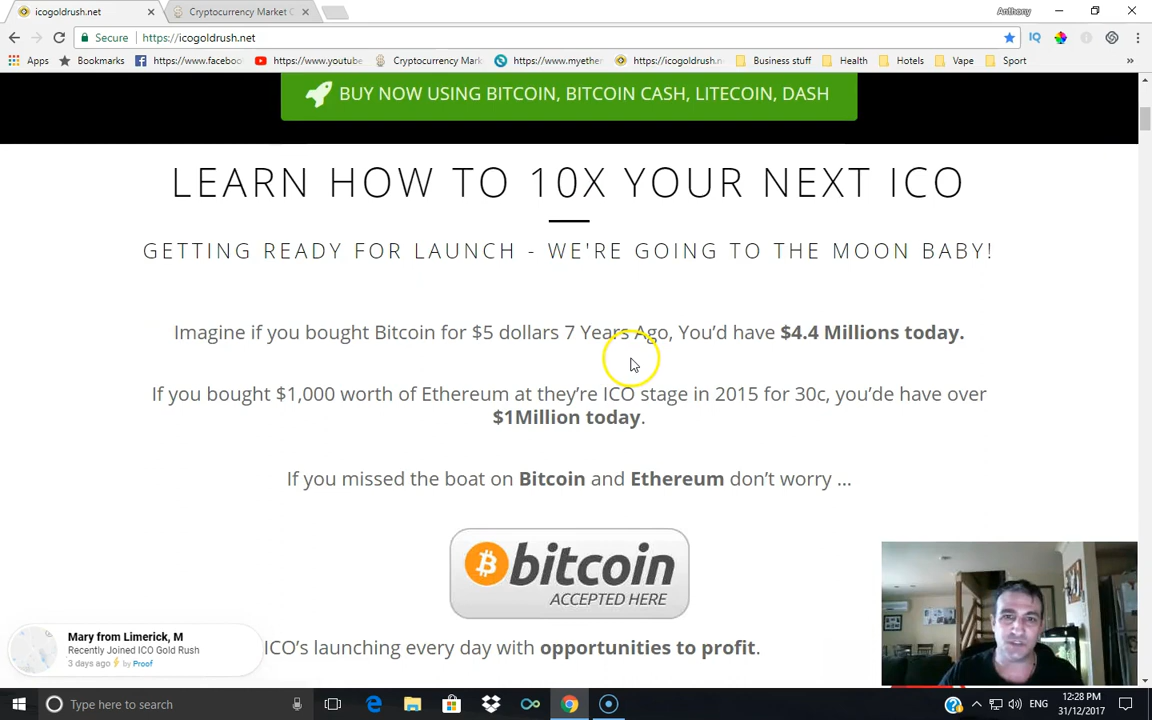 icogoldrush.net
Cryptocurrency Market C
Anthony
Secure
https://icogoldrush.net
Apps
Bookmarks
https://www.faceboo
https://www.youtube
Cryptocurrency Mark
https://www.myether
https://icogoldrush.n
Business stuff
Health
Hotels
Vape
Sport
BUY NOW USING BITCOIN, BITCOIN CASH, LITECOIN, DASH
LEARN HOW TO 10X YOUR NEXT ICO
GETTING READY FOR LAUNCH - WE'RE GOING TO THE MOON BABY!
Imagine if you bought Bitcoin for $5 dollars 7 Years Ago, You'd have $4.4 Millions today.
If you bought $1,000 worth of Ethereum at they're ICO stage in 2015 for 30c, you'de have over
$1Million today.
If you missed the boat on Bitcoin and Ethereum don't worry ...
bitcoin
ACCEPTED HERE
Mary from Limerick, M
Recently Joined ICO Gold Rush
3 days ago by Proof
ICO's launching every day with opportunities to profit.
Type here to search
ENG
12:28 PM
31/12/2017